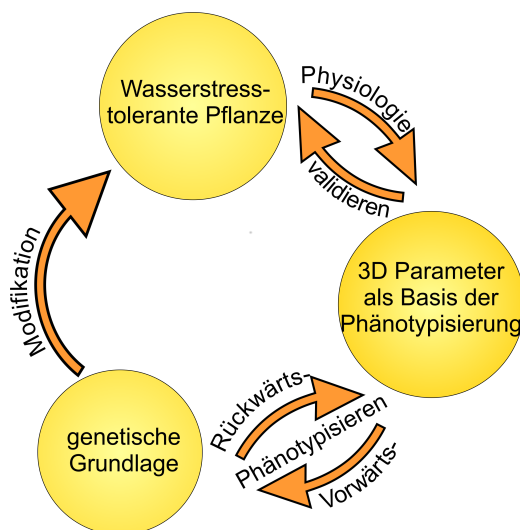 Wasserstress-
tolerante Pflanze
Physiologie
validieren
3D Parameter
als Basis der
Phänotypisierung
Modifikation
genetische
Grundlage
Rückwärts-
Phänotypisieren
Vorwärts-